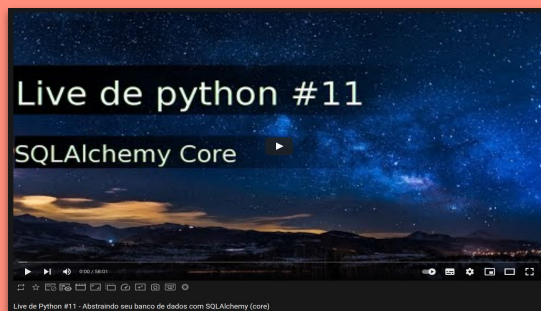 Live de python #11
SQLAlchemy Core
0:00 / 58:01
Live de Python #11 - Abstraindo seu banco de dados com SQLAlchemy (core)